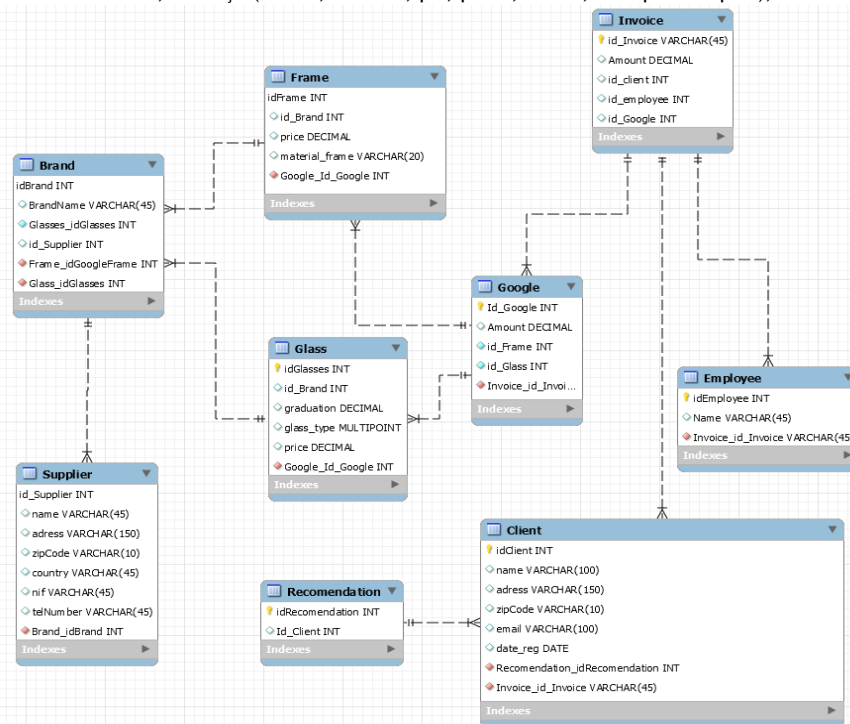 Invoice
id_Invoice VARCHAR(45)
Amount DECIMAL
id_client INT
id_employee INT
id_Google INT
Indexes
Frame
idFrame INT
id_Brand INT
price DECIMAL
material_frame VARCHAR(20)
Google_Id_Google INT
Indexes
Brand
idBrand INT
BrandName VARCHAR(45)
Glasses_idGlasses INT
id_Supplier INT
Frame_idGoogleFrame INT
Glass_idGlasses INT
Indexes
Google
Id_Google INT
Amount DECIMAL
id_Frame INT
id_Glass INT
Invoice_id_Invoi...
Indexes
Glass
idGlasses INT
id_Brand INT
graduation DECIMAL
glass_type MULTIPOINT
price DECIMAL
Google_Id_Google INT
Indexes
Employee
idEmployee INT
Name VARCHAR(45)
Invoice_id_Invoice VARCHAR(45
Indexes
Supplier
id_Supplier INT
name VARCHAR(45)
adress VARCHAR(150)
zipCode VARCHAR(10)
country VARCHAR(45)
nif VARCHAR(45)
telNumber VARCHAR(45)
Brand_idBrand INT
Indexes
Recomendation
idRecomendation INT
Id_Client INT
Indexes
Client
idClient INT
name VARCHAR(100)
adress VARCHAR(150)
zipCode VARCHAR(10)
email VARCHAR(100)
date_reg DATE
Recomendation_idRecomendation INT
Invoice_id_Invoice VARCHAR(45)
Indexes